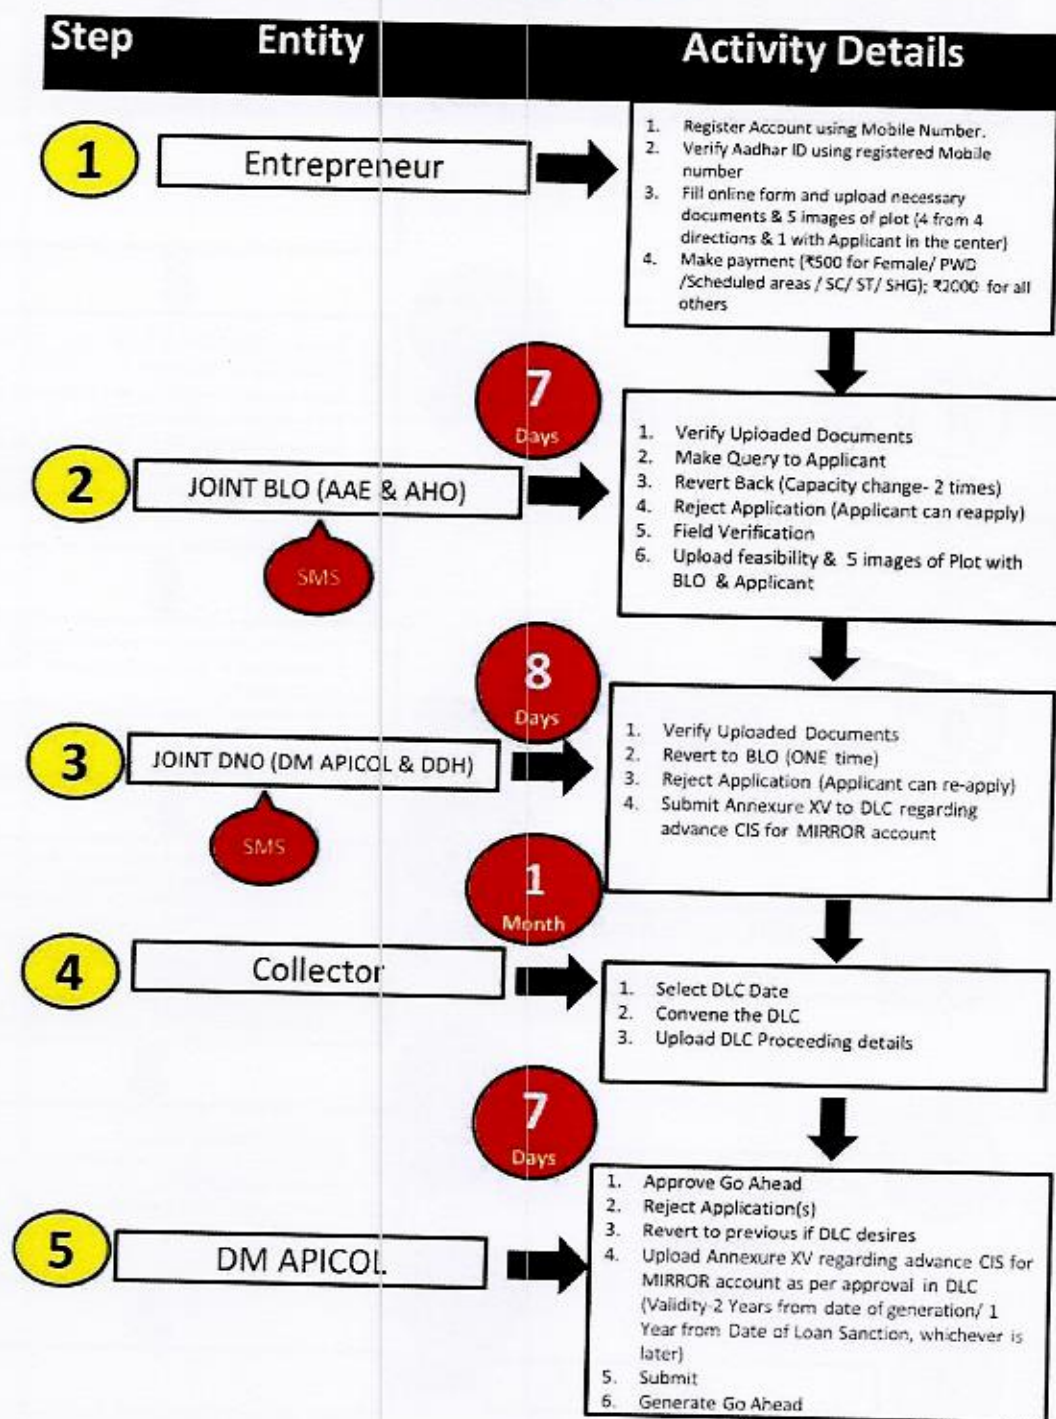 Step Entity Activity Details
1 Entrepreneur
1. Register Account using Mobile Number.
2. Verify Aadhar ID using registered Mobile
number
3. Fill online form and upload necessary
documents & 5 images of plot (4 from 4
directions & 1 with Applicant in the center)
4. Make payment (₹500 for Female/ PWD
/Scheduled areas / SC/ ST/ SHG); ₹2000 for all
others
7
Days
2 JOINT BLO (AAE & AHO)
SMS
1. Verify Uploaded Documents
2. Make Query to Applicant
3. Revert Back (Capacity change- 2 times)
4. Reject Application (Applicant can reapply)
5. Field Verification
6. Upload feasibility & 5 images of Plot with
BLO & Applicant
8
Days
3 JOINT DNO (DM APICOL & DDH)
SMS
1. Verify Uploaded Documents
2. Revert to BLO (ONE time)
3. Reject Application (Applicant can re-apply)
4. Submit Annexure XV to DLC regarding
advance CIS for MIRROR account
1
Month
4 Collector
1. Select DLC Date
2. Convene the DLC
3. Upload DLC Proceeding details
7
Days
5 DM APICOL
1. Approve Go Ahead
2. Reject Application(s)
3. Revert to previous if DLC desires
4. Upload Annexure XV regarding advance CIS for
MIRROR account as per approval in DLC
(Validity-2 Years from date of generation/ 1
Year from Date of Loan Sanction, whichever is
later)
5. Submit
6. Generate Go Ahead